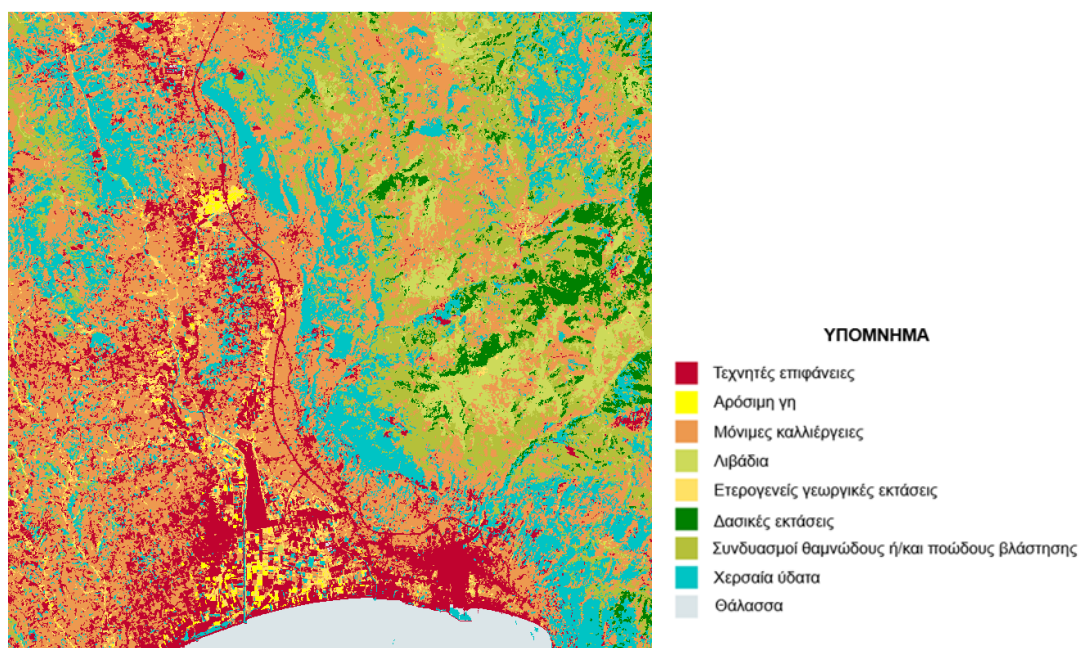 ΥΠΟΜΝΗΜΑ
Τεχνητές επιφάνειες
Αρόσιμη γη
Μόνιμες καλλιέργειες
Λιβάδια
Ετερογενείς γεωργικές εκτάσεις
Δασικές εκτάσεις
Συνδυασμοί θαμνώδους ή/και ποώδους βλάστησης
Χερσαία ύδατα
Θάλασσα